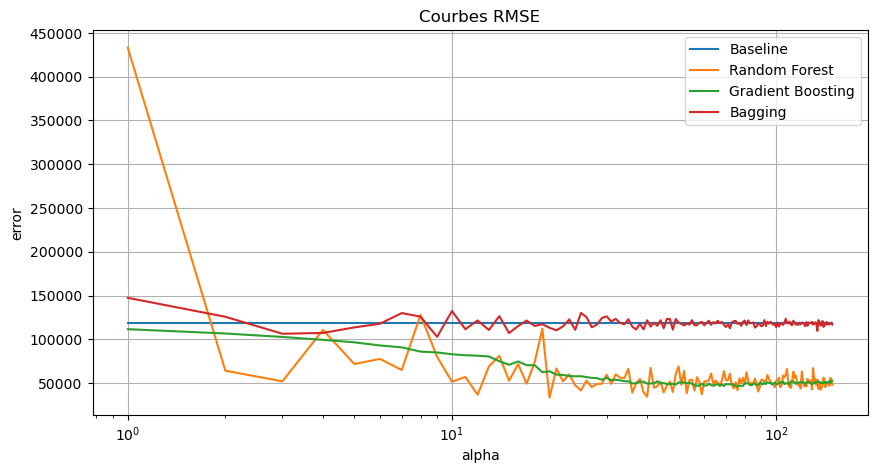 Courbes RMSE
450000
400000
350000
300000
250000
200000
150000
100000
50000
error
Baseline
Random Forest
Gradient Boosting
Bagging
10^0
10^1
10^2
alpha